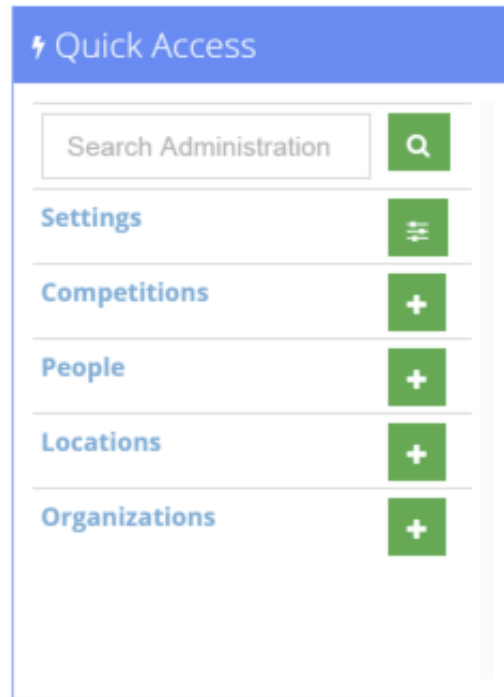 Quick Access
Search Administration
Settings
Competitions
People
Locations
Organizations